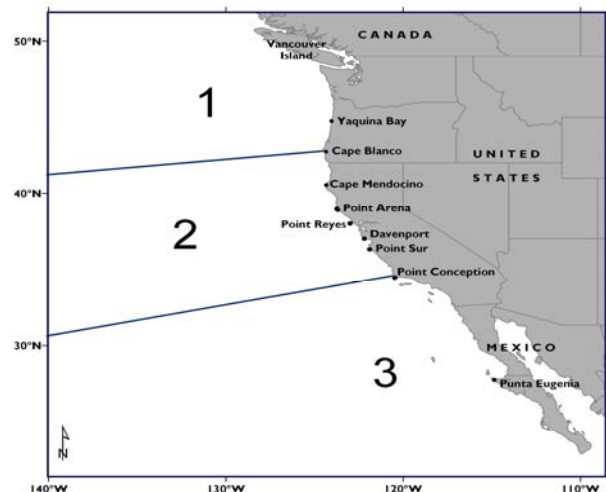 50°N
CANADA
Vancouver
Island
1
Yaquina Bay
Cape Blanco
UNITED
STATES
Cape Mendocino
40°N
Point Arena
Point Reyes
Davenport
2
Point Sur
Point Conception
30°N
MEXICO
3
Punta Eugenia
N
140°W
130°W
120°W
110°W